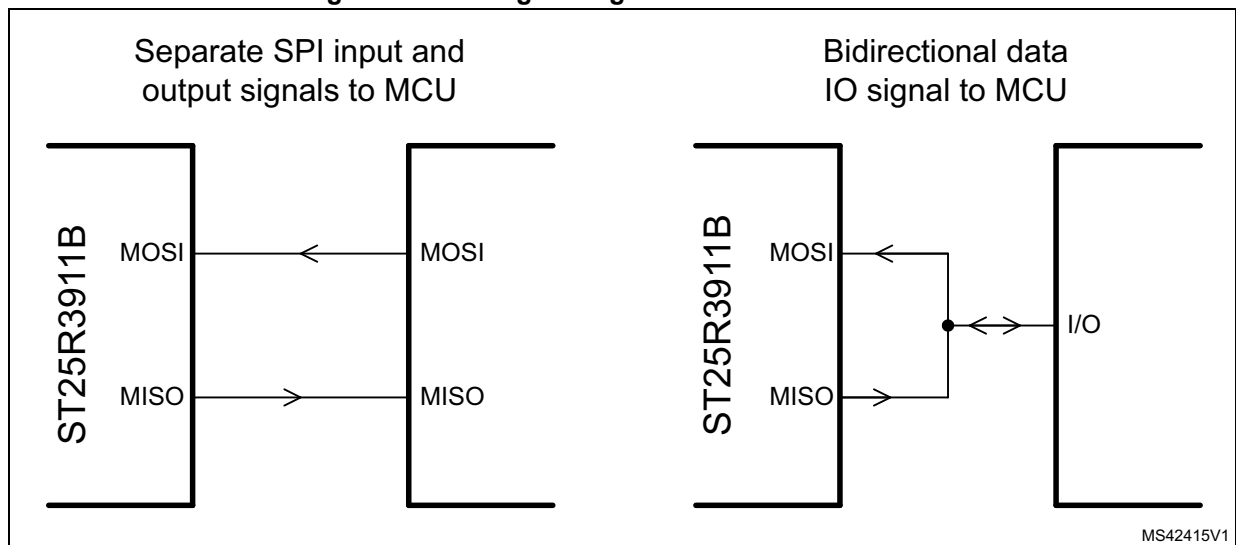 Separate SPI input and
output signals to MCU
ST25R3911B
MOSI
MOSI
MISO
MISO
Bidirectional data
IO signal to MCU
ST25R3911B
MOSI
I/O
MISO
MS42415V1